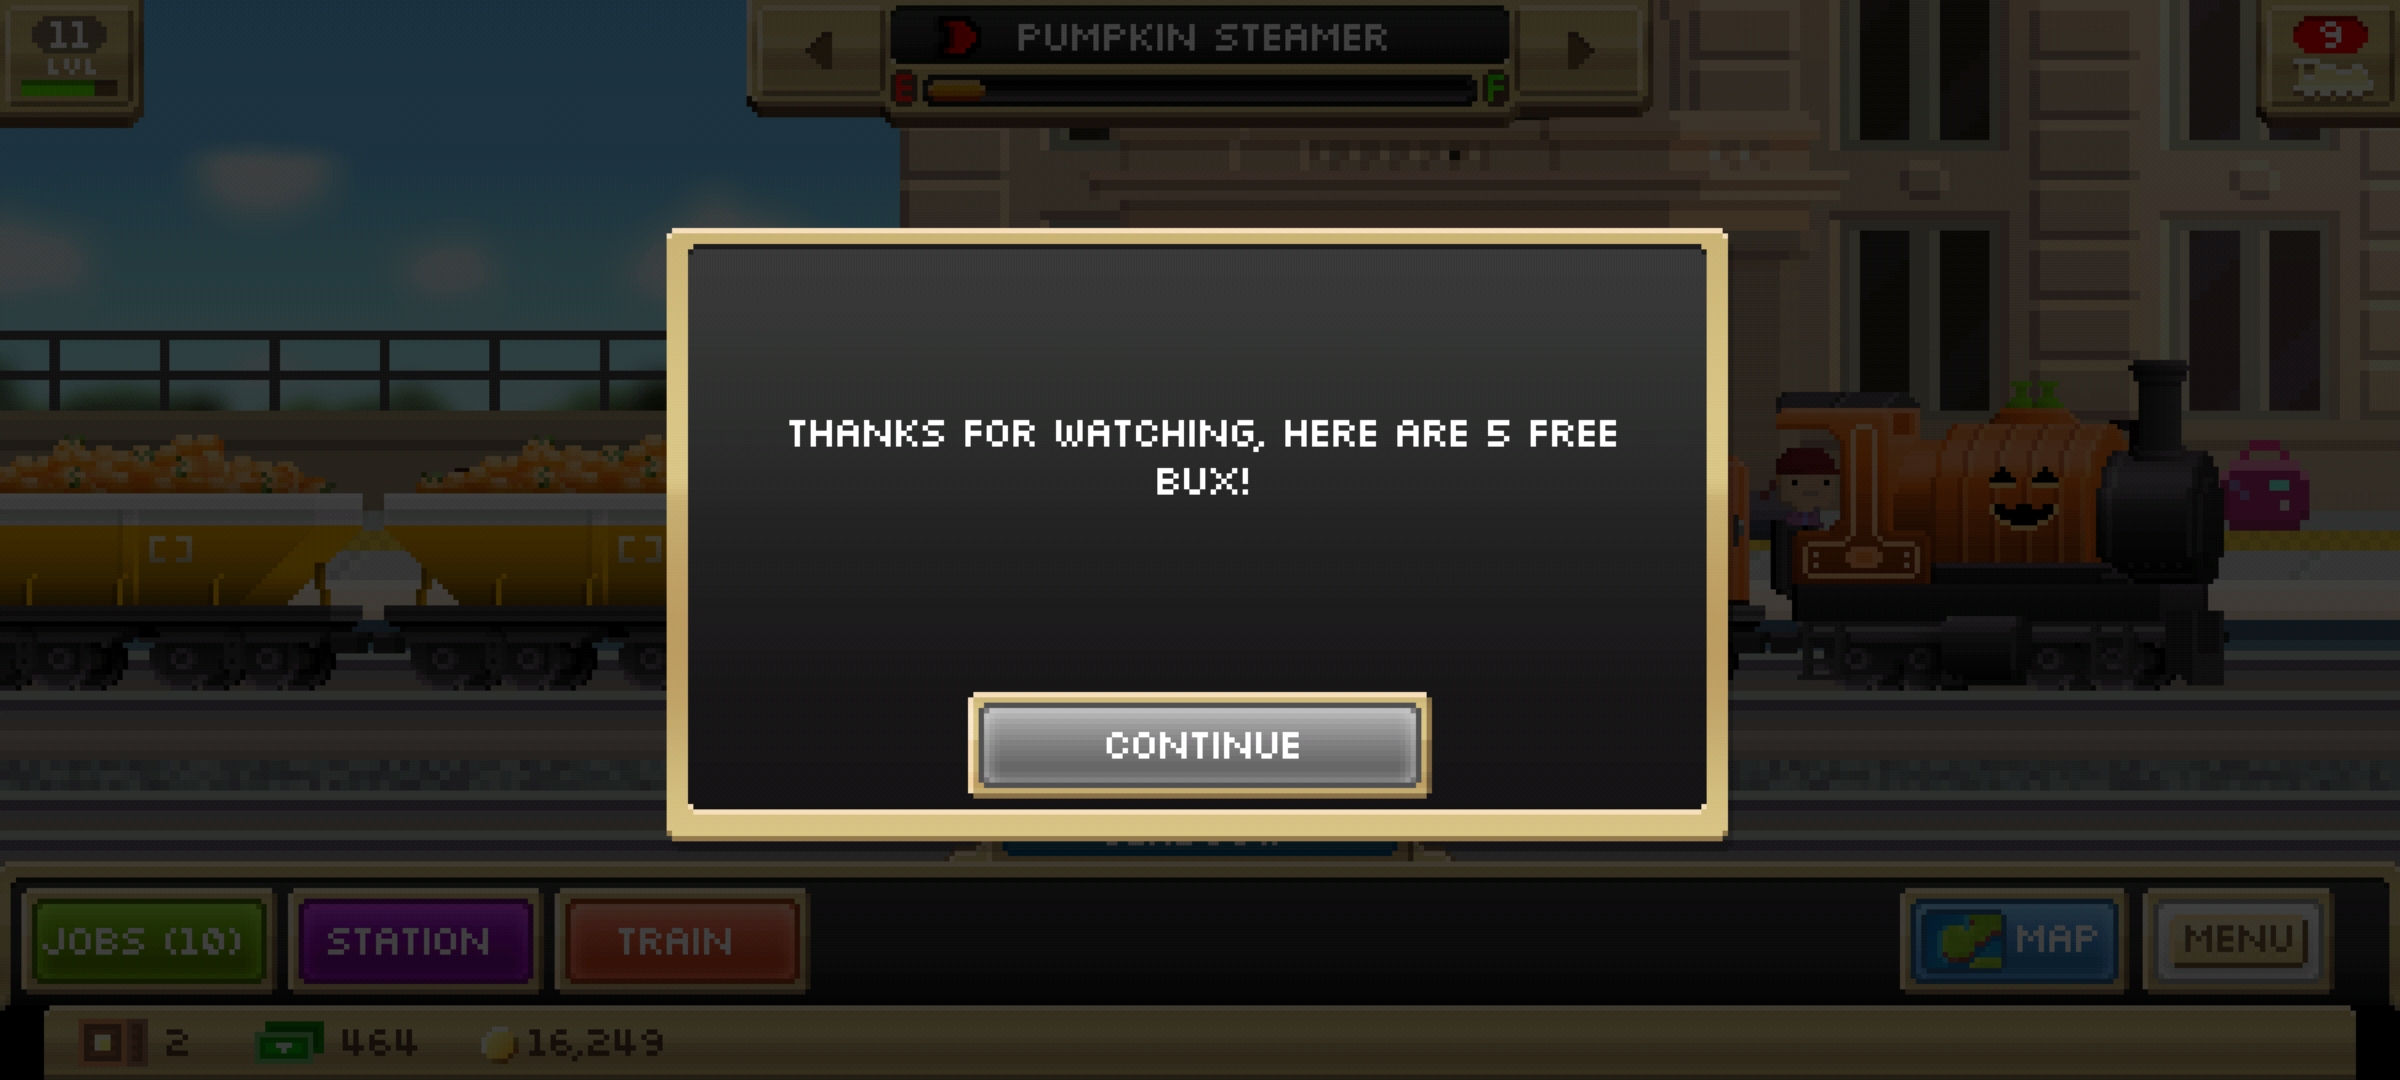 11
LVL
PUMPKIN STEAMER
E F
9
THANKS FOR WATCHING, HERE ARE 5 FREE
BUX!
CONTINUE
JOBS (10) STATION TRAIN MAP MENU
2 464 16,249